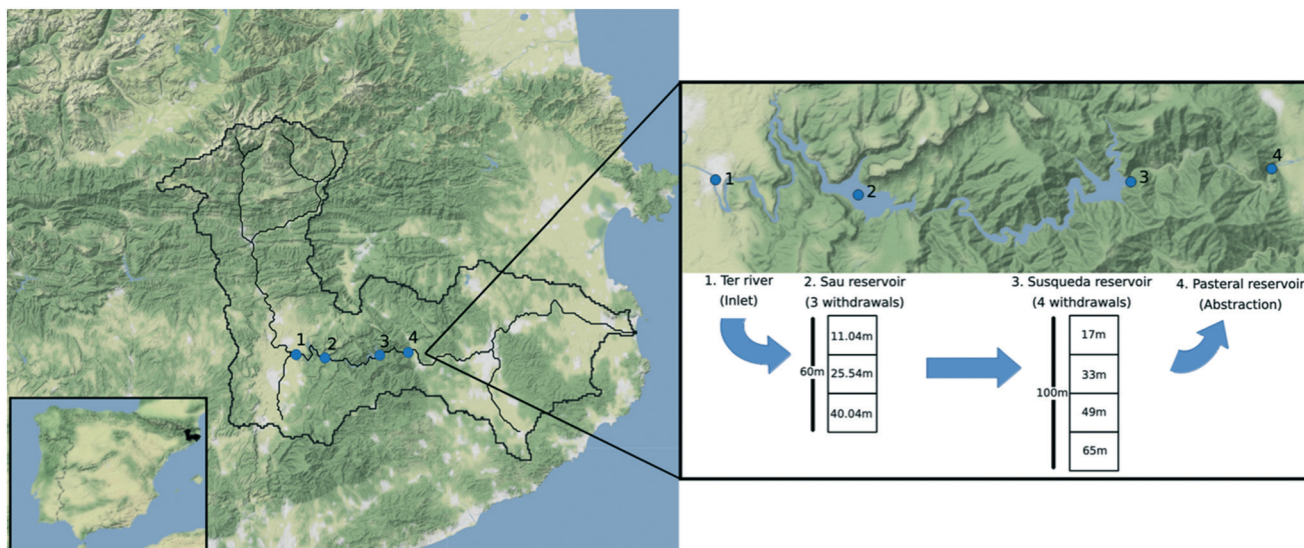 1
2
3
4
1
2
3
4
1. Ter river
(Inlet)
2. Sau reservoir
(3 withdrawals)
3. Susqueda reservoir
(4 withdrawals)
4. Pasteral reservoir
(Abstraction)
60m
11.04m
25.54m
40.04m
100m
17m
33m
49m
65m